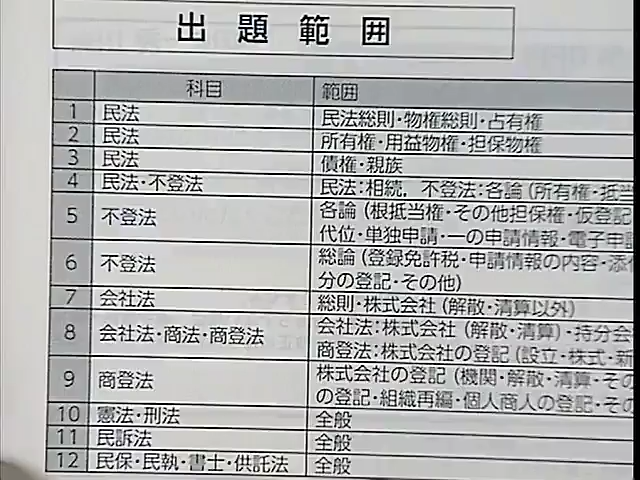 出題範囲
科目 範囲
1 民法 民法総則・物権総則・占有権
2 民法 所有権・用益物権・担保物権
3 民法 債権・親族
4 民法・不登法 民法：相続，不登法：各論（所有権・抵当
5 不登法 各論（根抵当権・その他担保権・仮登記
代位・単独申請・一の申請情報・電子申
6 不登法 総論（登録免許税・申請情報の内容・添付
分の登記・その他）
7 会社法 総則・株式会社（解散・清算以外）
8 会社法・商法・商登法 会社法：株式会社（解散・清算）・持分会
商登法：株式会社の登記（設立・株式・新
9 商登法 株式会社の登記（機関・解散・清算・その
の登記・組織再編・個人商人の登記・その
10 憲法・刑法 全般
11 民訴法 全般
12 民保・民執・書士・供託法 全般